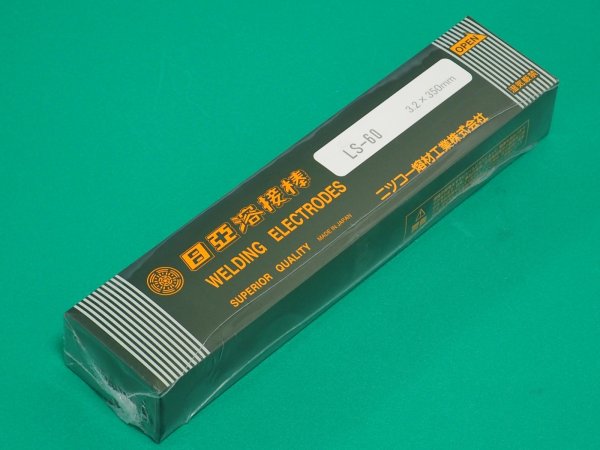 OPEN
LS-60 3.2×350mm
日亞溶接棒
WELDING ELECTRODES
SUPERIOR QUALITY MADE IN JAPAN
ニツコー熔材工業株式会社